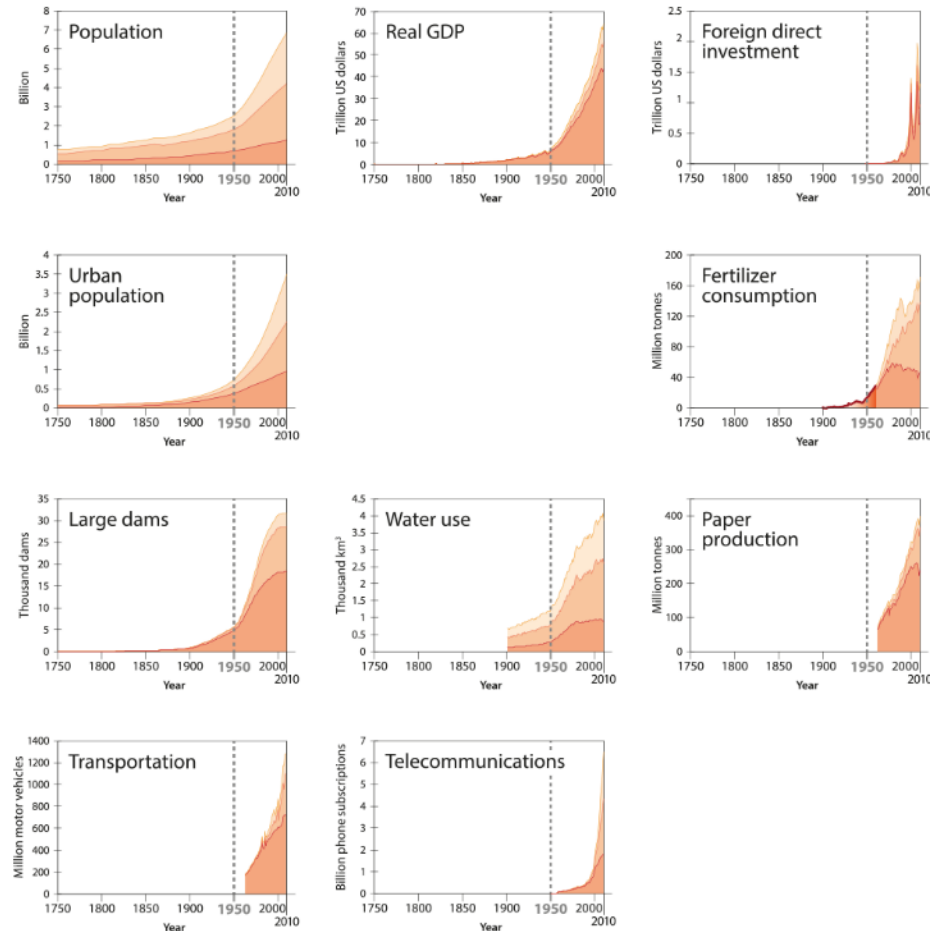 Population
Billion
8
7
6
5
4
3
2
1
0
1750 1800 1850 1900 1950 2000
2010
Year
Real GDP
Trillion US dollars
70
60
50
40
30
20
10
0
1750 1800 1850 1900 1950 2000
2010
Year
Foreign direct
investment
Trillion US dollars
2.5
2
1.5
1
0.5
0
1750 1800 1850 1900 1950 2000
2010
Year
Urban
population
Billion
4
3.5
3
2.5
2
1.5
1
0.5
0
1750 1800 1850 1900 1950 2000
2010
Year
Fertilizer
consumption
Million tonnes
200
160
120
80
40
0
1750 1800 1850 1900 1950 2000
2010
Year
Large dams
Thousand dams
35
30
25
20
15
10
5
0
1750 1800 1850 1900 1950 2000
2010
Year
Water use
Thousand km³
4.5
4
3.5
3
2.5
2
1.5
1
0.5
0
1750 1800 1850 1900 1950 2000
2010
Year
Paper
production
Million tonnes
400
300
200
100
0
1750 1800 1850 1900 1950 2000
2010
Year
Transportation
Million motor vehicles
1400
1200
1000
800
600
400
200
0
1750 1800 1850 1900 1950 2000
2010
Year
Telecommunications
Billion phone subscriptions
7
6
5
4
3
2
1
0
1750 1800 1850 1900 1950 2000
2010
Year